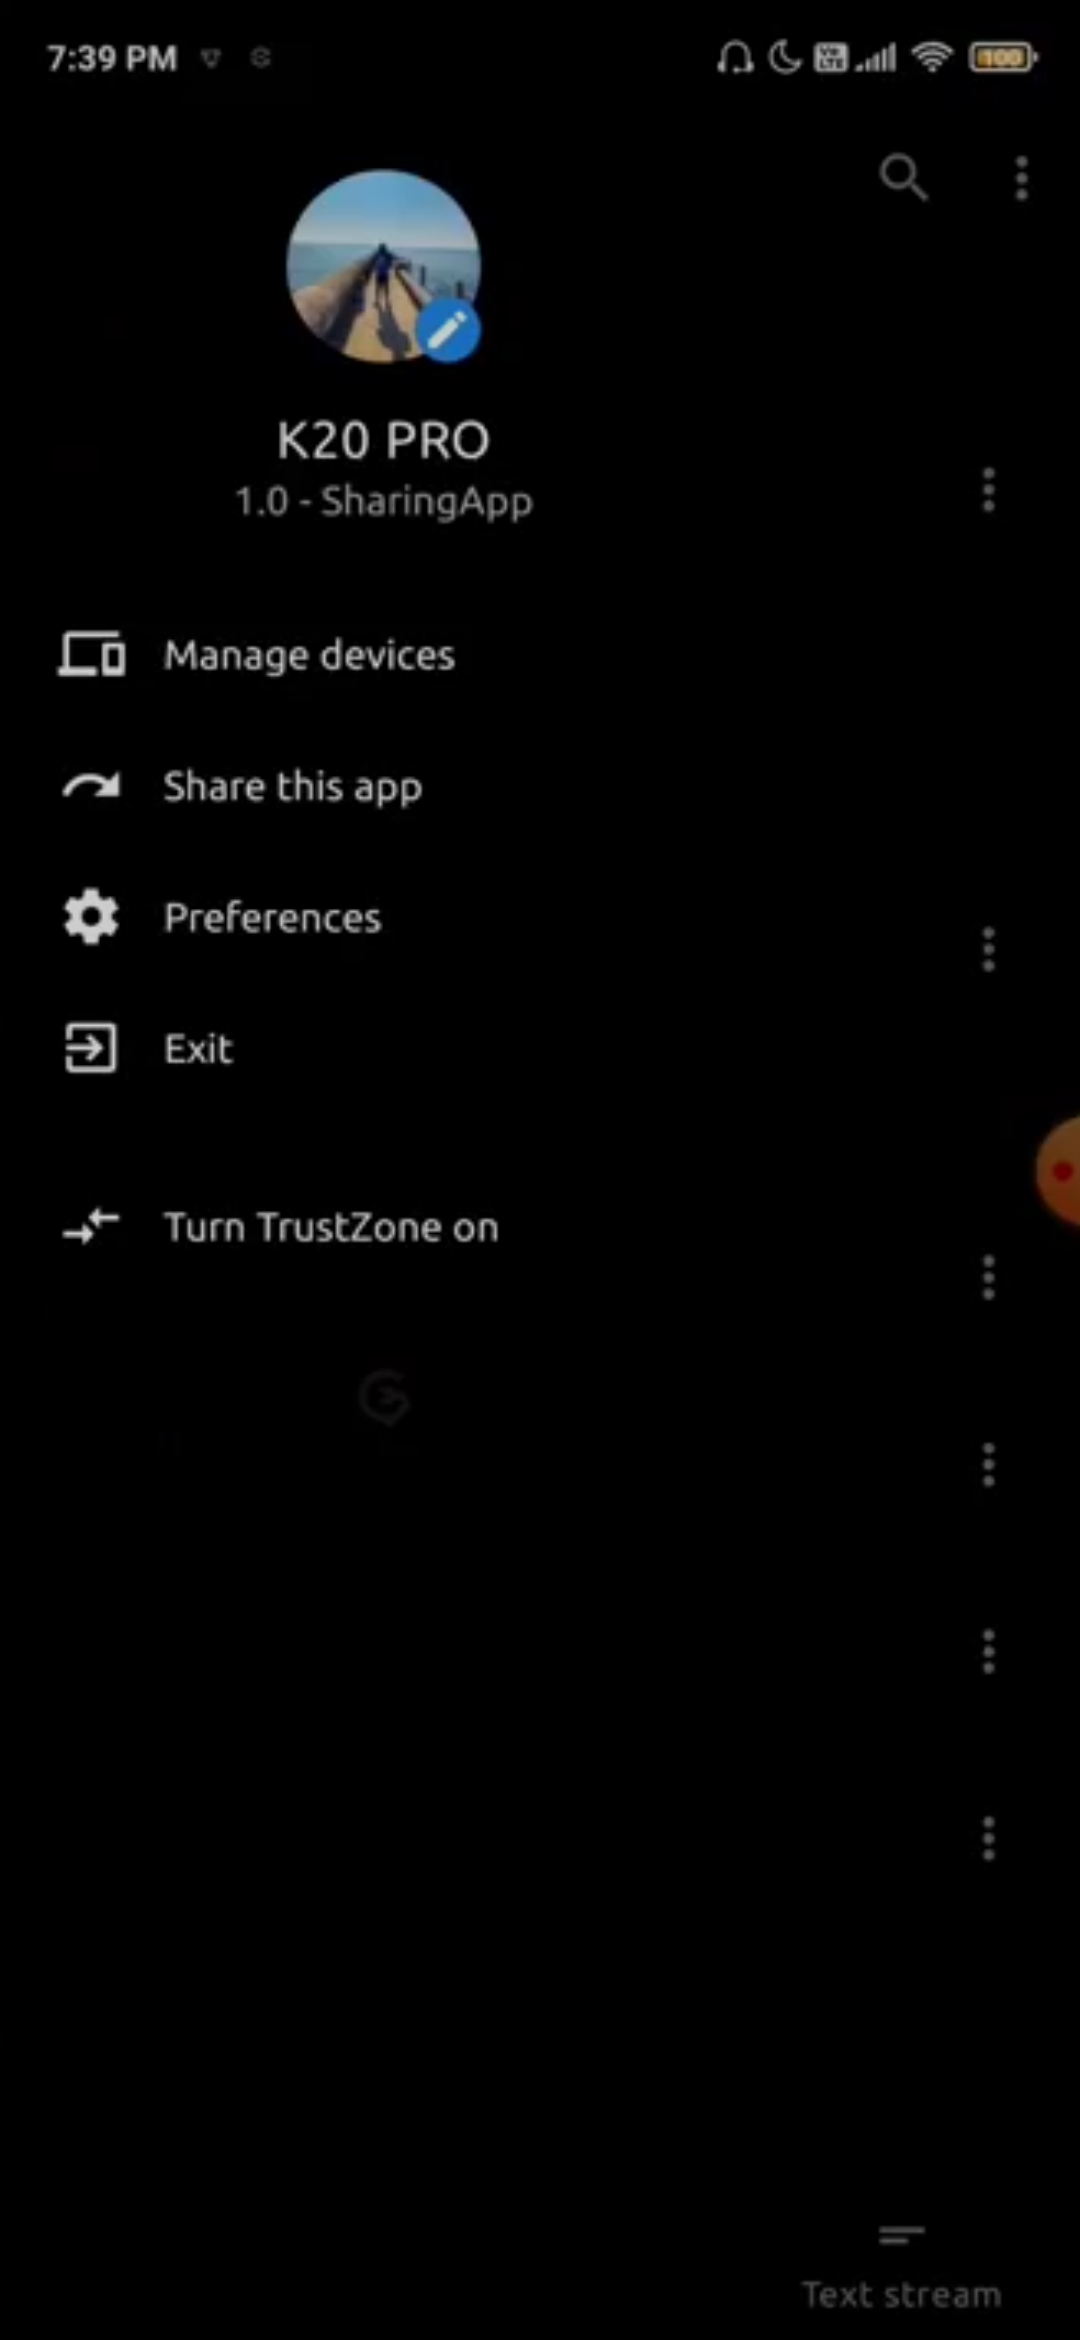 7:39 PM
100
K20 PRO
1.0 - SharingApp
Manage devices
Share this app
Preferences
Exit
Turn TrustZone on
Text stream